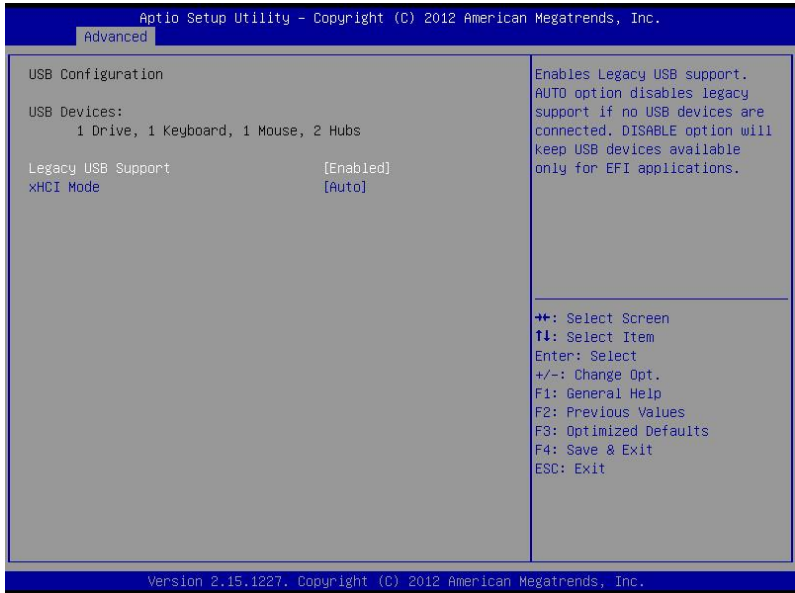 Aptio Setup Utility – Copyright (C) 2012 American Megatrends, Inc.
Advanced
USB Configuration
USB Devices:
1 Drive, 1 Keyboard, 1 Mouse, 2 Hubs
Legacy USB Support [Enabled]
xHCI Mode [Auto]
Enables Legacy USB support.
AUTO option disables legacy
support if no USB devices are
connected. DISABLE option will
keep USB devices available
only for EFI applications.
→←: Select Screen
↑↓: Select Item
Enter: Select
+/-: Change Opt.
F1: General Help
F2: Previous Values
F3: Optimized Defaults
F4: Save & Exit
ESC: Exit
Version 2.15.1227. Copyright (C) 2012 American Megatrends, Inc.